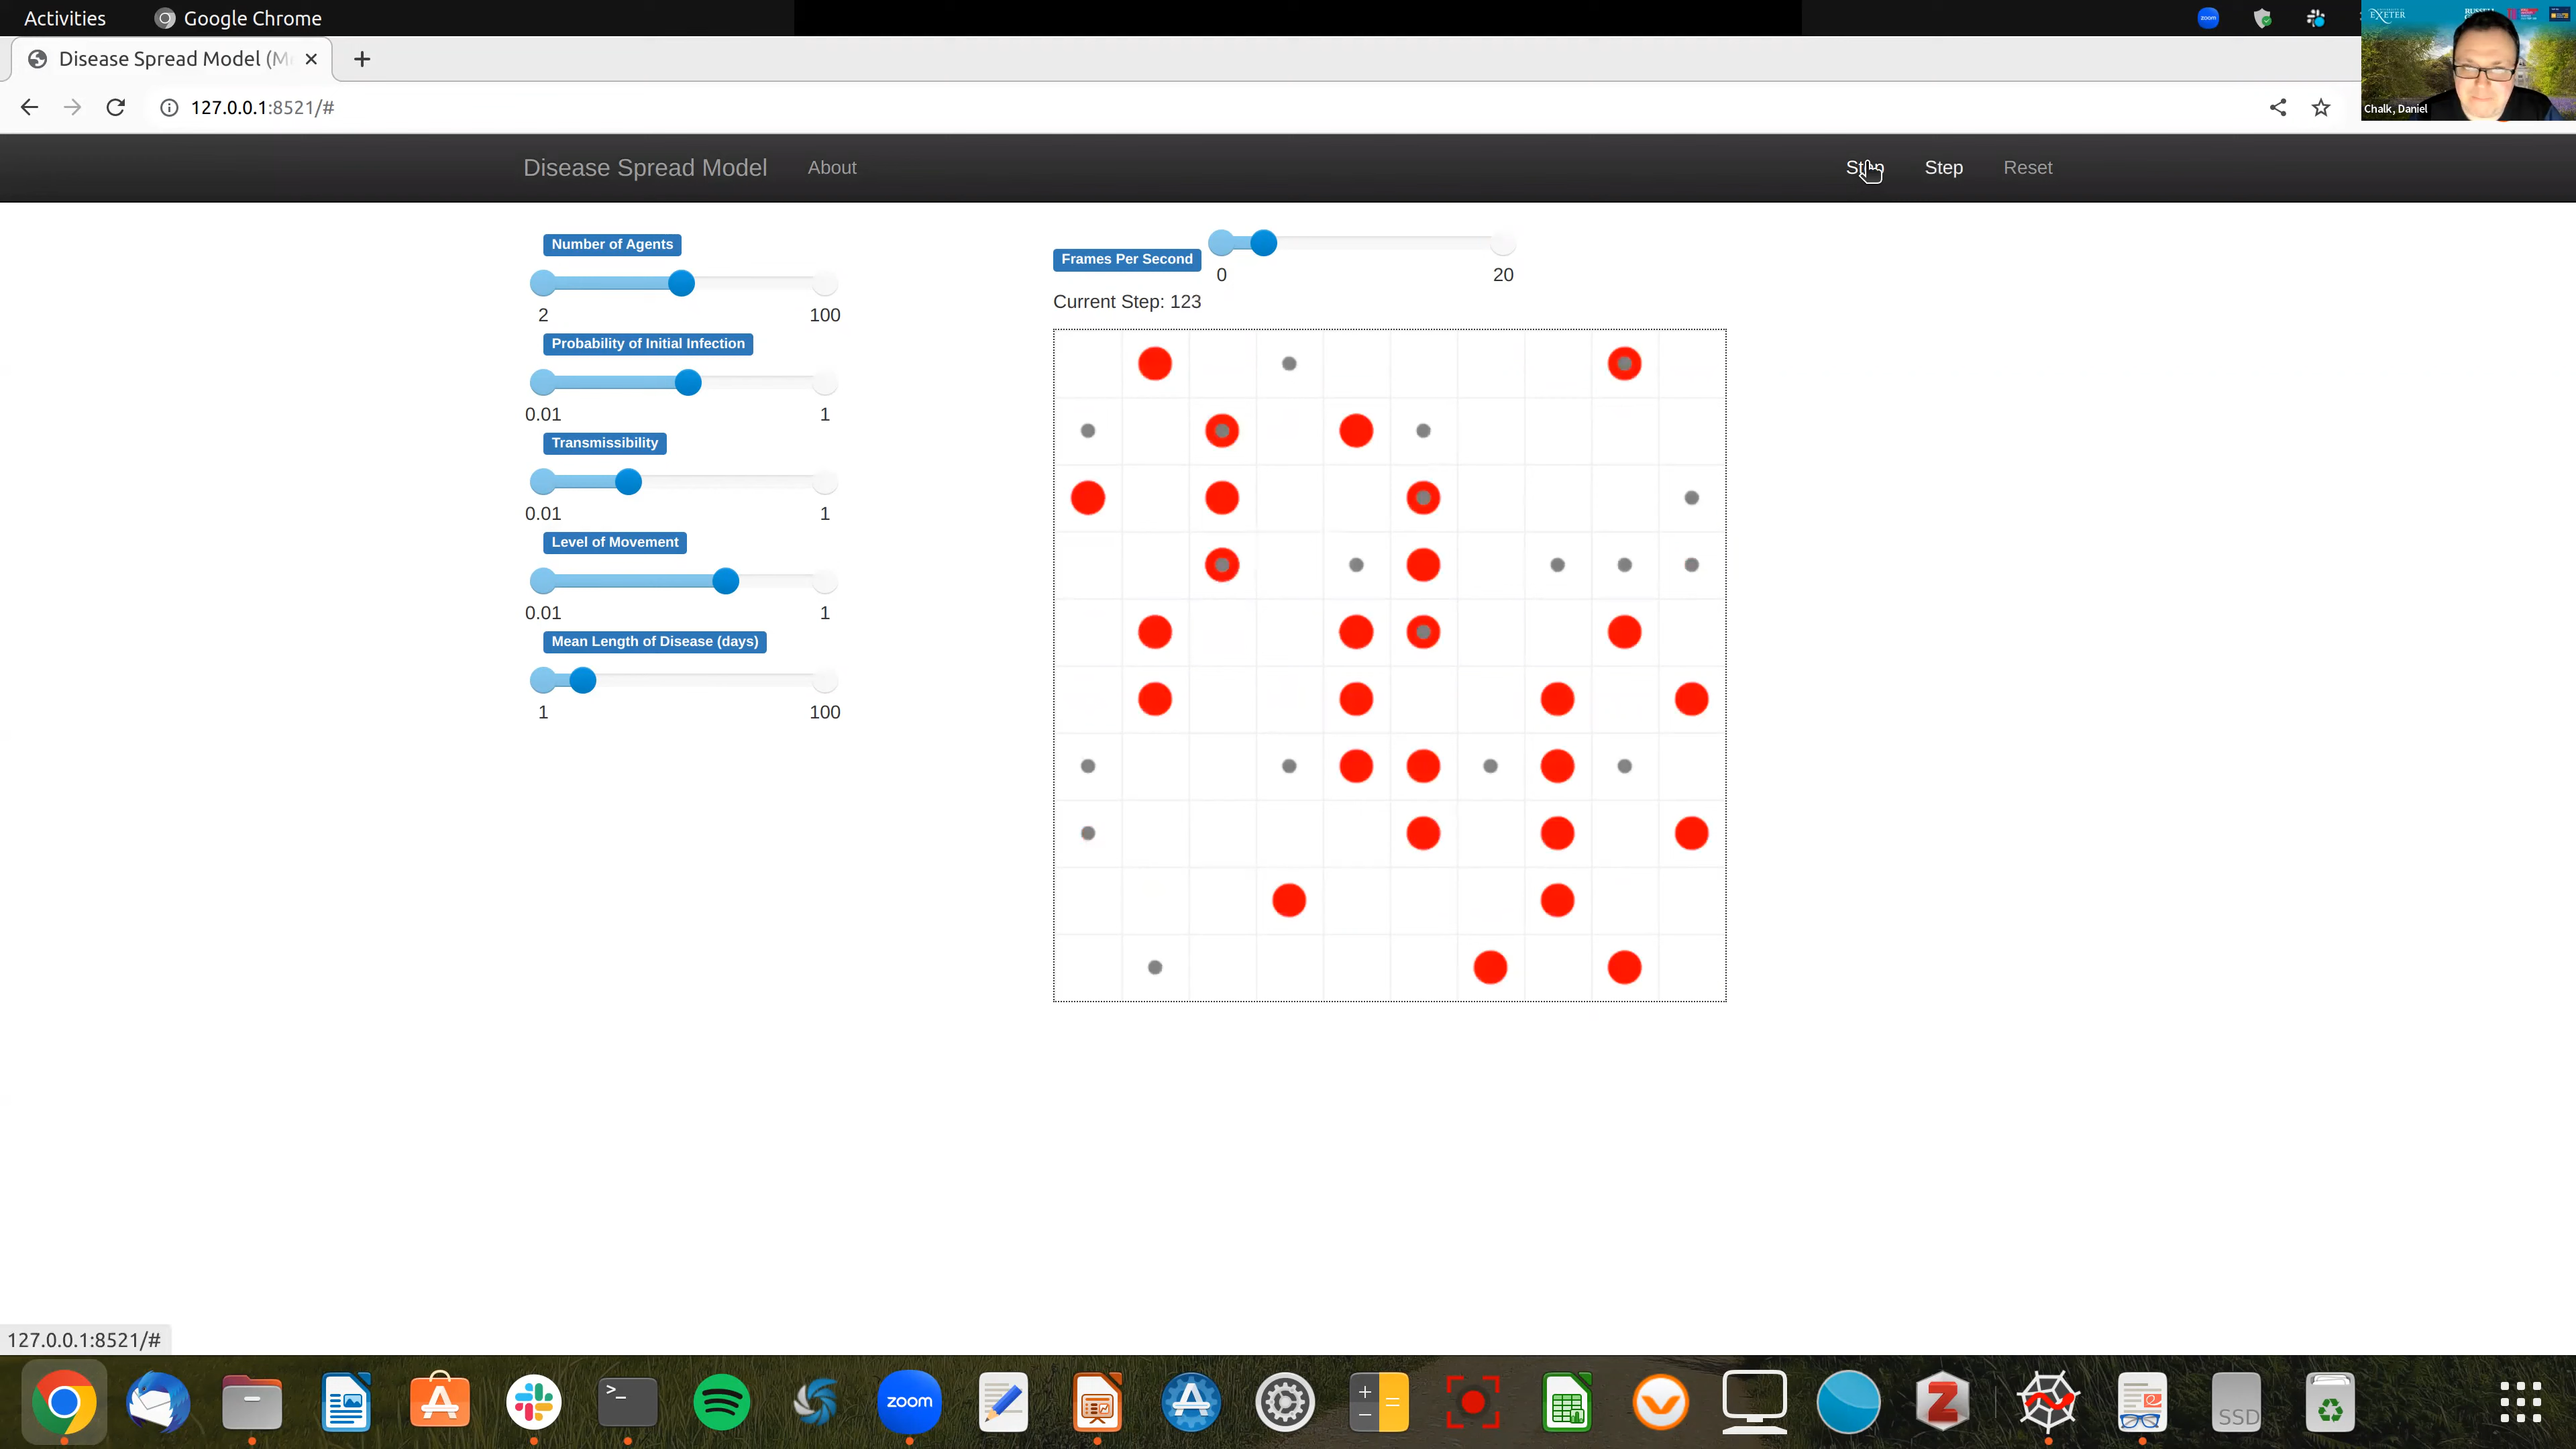 Activities
Google Chrome
zoom
EXETER
Chalk, Daniel
Disease Spread Model (M
127.0.0.1:8521/#
Disease Spread Model
About
Step
Reset
Number of Agents
2
100
Probability of Initial Infection
0.01
1
Transmissibility
0.01
1
Level of Movement
0.01
1
Mean Length of Disease (days)
1
100
Frames Per Second
0
20
Current Step: 123
127.0.0.1:8521/#
zoom
SSD